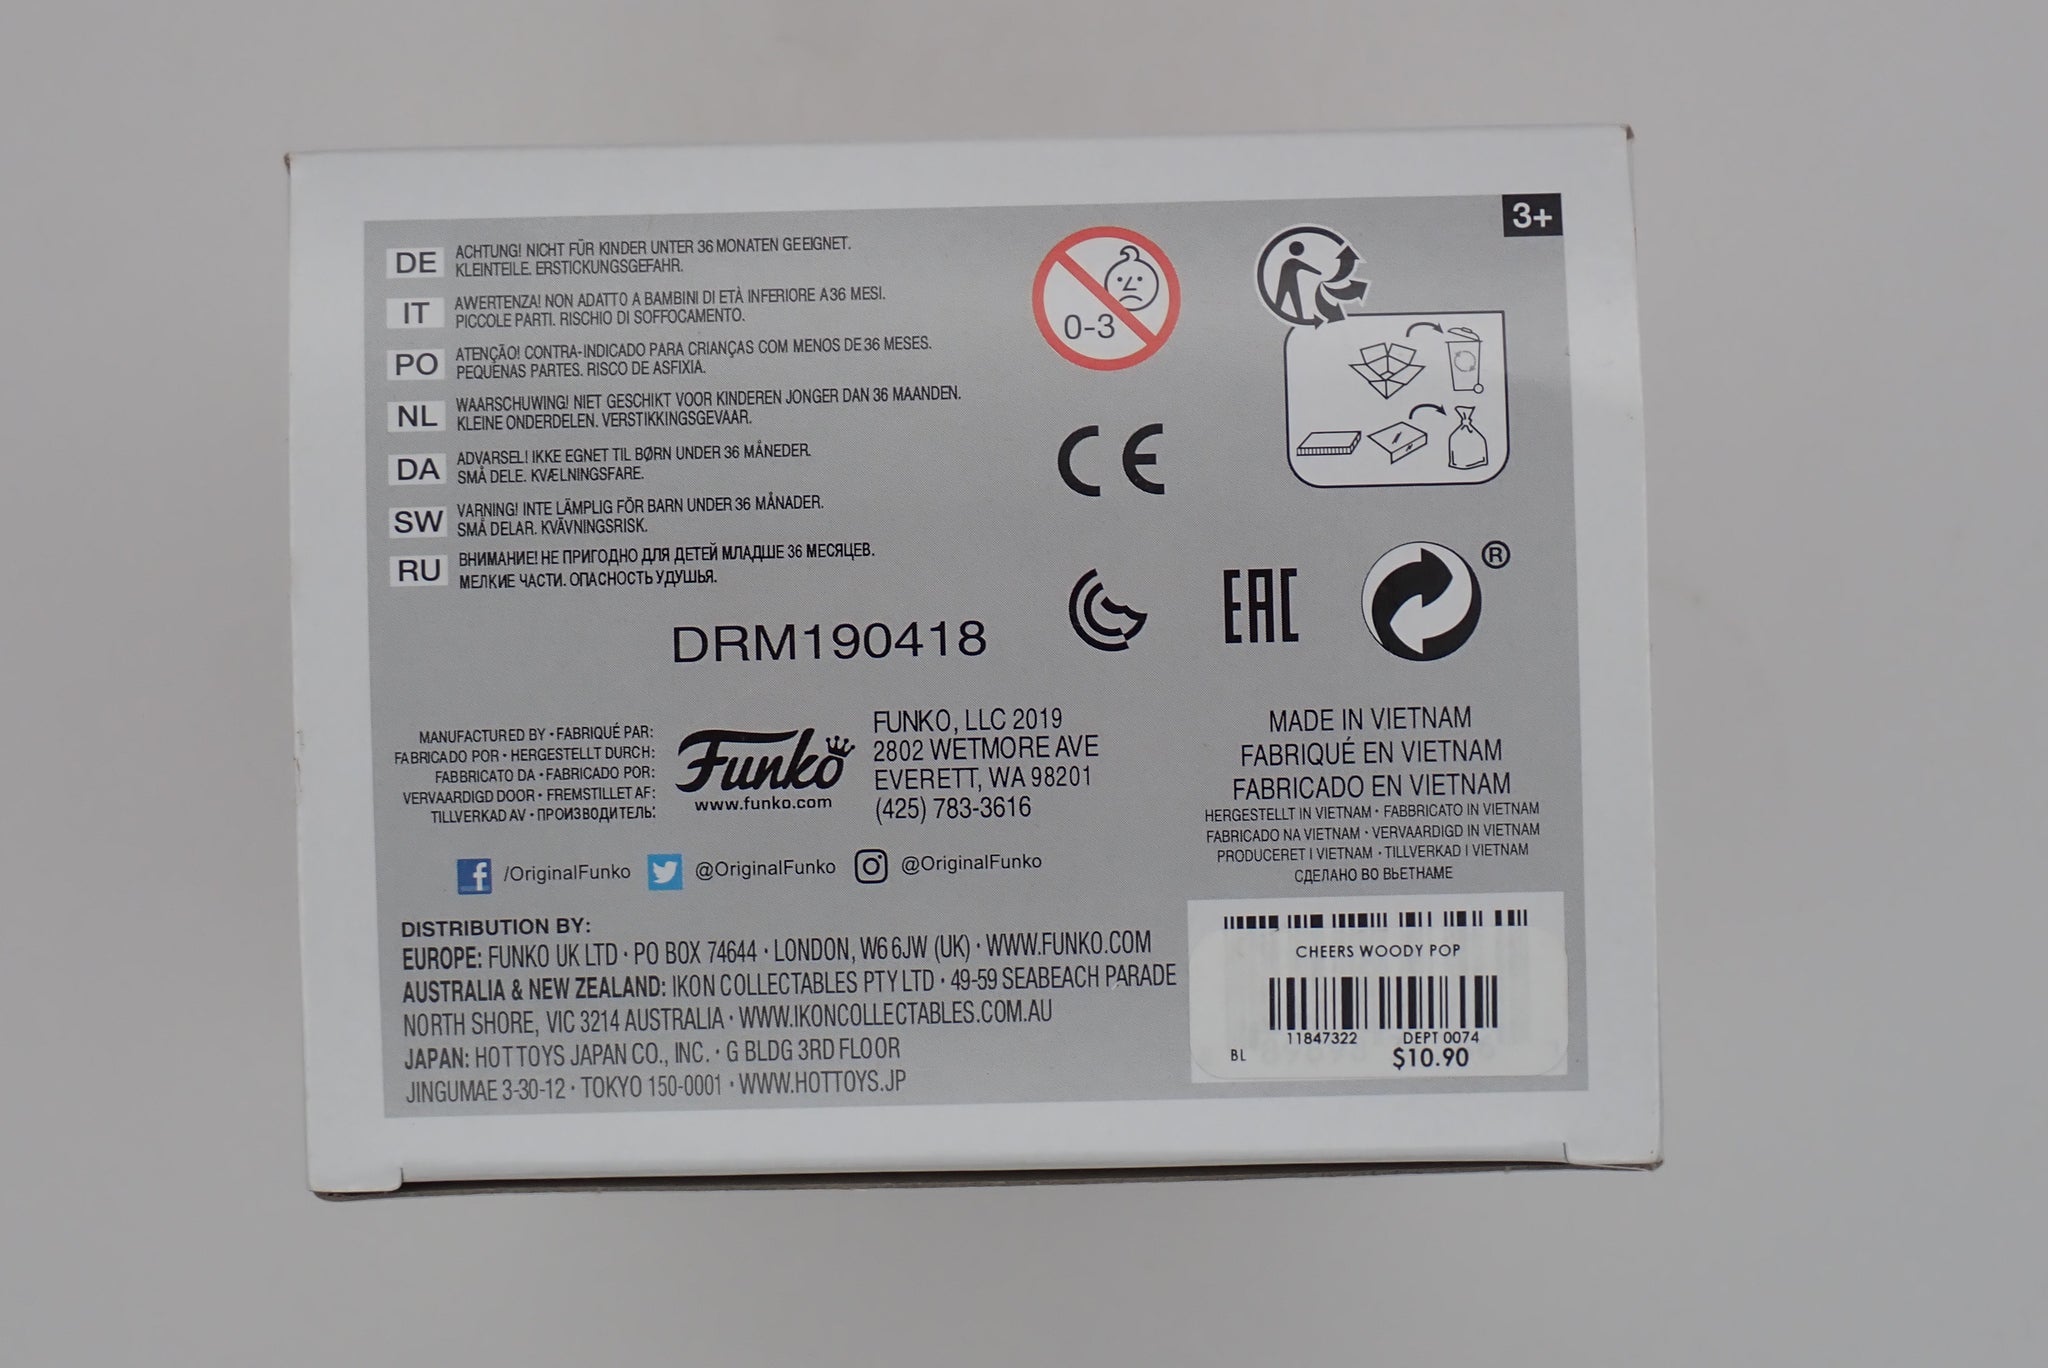 3+
DE
ACHTUNG! NICHT FÜR KINDER UNTER 36 MONATEN GEEIGNET.
KLEINTEILE. ERSTICKUNGSGEFAHR.
IT
AWERTENZA! NON ADATTO A BAMBINI DI ETÀ INFERIORE A 36 MESI.
PICCOLE PARTI. RISCHIO DI SOFFOCAMENTO.
PO
ATENÇÃO! CONTRA-INDICADO PARA CRIANÇAS COM MENOS DE 36 MESES.
PEQUENAS PARTES. RISCO DE ASFIXIA.
NL
WAARSCHUWING! NIET GESCHIKT VOOR KINDEREN JONGER DAN 36 MAANDEN.
KLEINE ONDERDELEN. VERSTIKKINGSGEVAAR.
DA
ADVARSEL! IKKE EGNET TIL BØRN UNDER 36 MÅNEDER.
SMÅ DELE. KVÆLNINGSFARE.
SW
VARNING! INTE LÄMPLIG FÖR BARN UNDER 36 MÅNADER.
SMÅ DELAR. KVÄVNINGSRISK.
RU
ВНИМАНИЕ! НЕ ПРИГОДНО ДЛЯ ДЕТЕЙ МЛАДШЕ 36 МЕСЯЦЕВ.
МЕЛКИЕ ЧАСТИ. ОПАСНОСТЬ УДУШЬЯ.
0-3
CE
EAC
®
DRM190418
MANUFACTURED BY • FABRIQUÉ PAR:
FABRICADO POR • HERGESTELLT DURCH:
FABBRICATO DA • FABRICADO POR:
VERVAARDIGD DOOR • FREMSTILLET AF:
TILLVERKAD AV • ПРОИЗВОДИТЕЛЬ:
Funko
www.funko.com
FUNKO, LLC 2019
2802 WETMORE AVE
EVERETT, WA 98201
(425) 783-3616
MADE IN VIETNAM
FABRIQUÉ EN VIETNAM
FABRICADO EN VIETNAM
HERGESTELLT IN VIETNAM • FABBRICATO IN VIETNAM
FABRICADO NA VIETNAM • VERVAARDIGD IN VIETNAM
PRODUCERET I VIETNAM • TILLVERKAD I VIETNAM
СДЕЛАНО ВО ВЬЕТНАМЕ
/OriginalFunko @OriginalFunko @OriginalFunko
DISTRIBUTION BY:
EUROPE: FUNKO UK LTD • PO BOX 74644 • LONDON, W6 6JW (UK) • WWW.FUNKO.COM
AUSTRALIA & NEW ZEALAND: IKON COLLECTABLES PTY LTD • 49-59 SEABEACH PARADE
NORTH SHORE, VIC 3214 AUSTRALIA • WWW.IKONCOLLECTABLES.COM.AU
JAPAN: HOT TOYS JAPAN CO., INC. • G BLDG 3RD FLOOR
JINGUMAE 3-30-12 • TOKYO 150-0001 • WWW.HOTTOYS.JP
CHEERS WOODY POP
11847322 DEPT 0074
BL $10.90